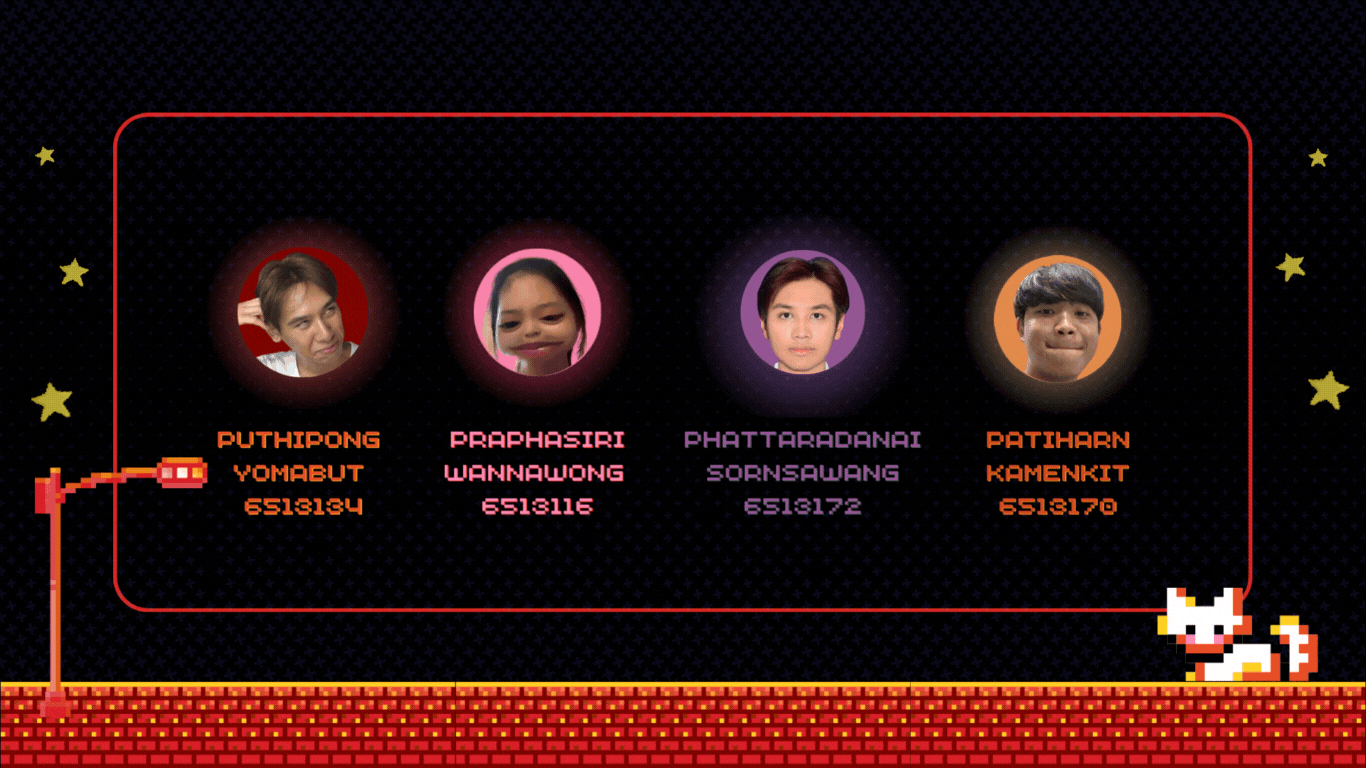 PUTHIPONG
YOMABUT
6513134
PRAPHASIRI
WANNAWONG
6513116
PHATTARADANAI
SORNSAWANG
6513172
PATIHARN
KAMENKIT
6513170